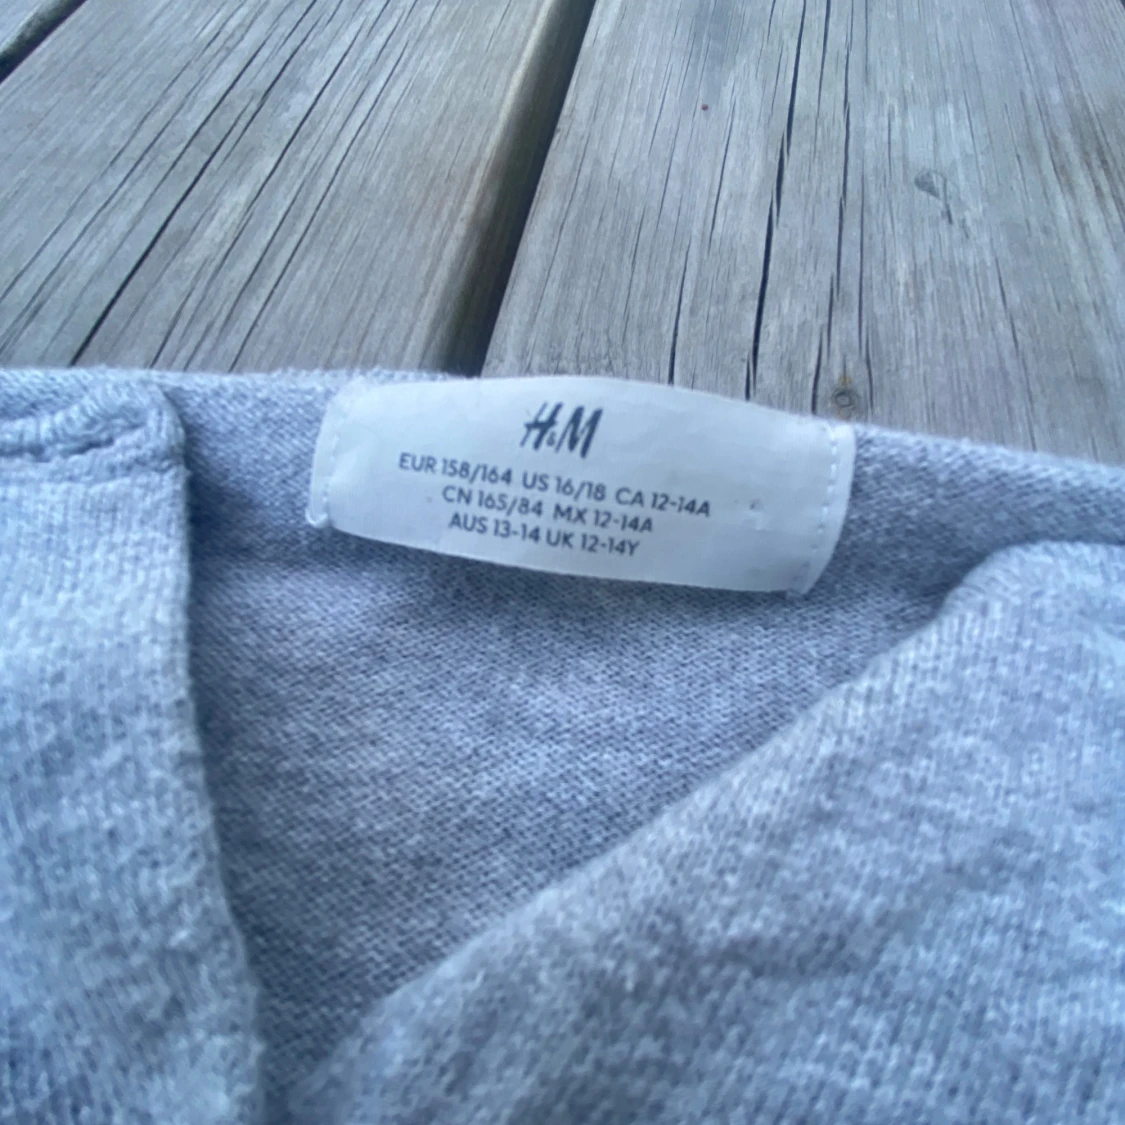 H&M
EUR 158/164 US 16/18 CA 12-14A
CN 165/84 MX 12-14A
AUS 13-14 UK 12-14Y